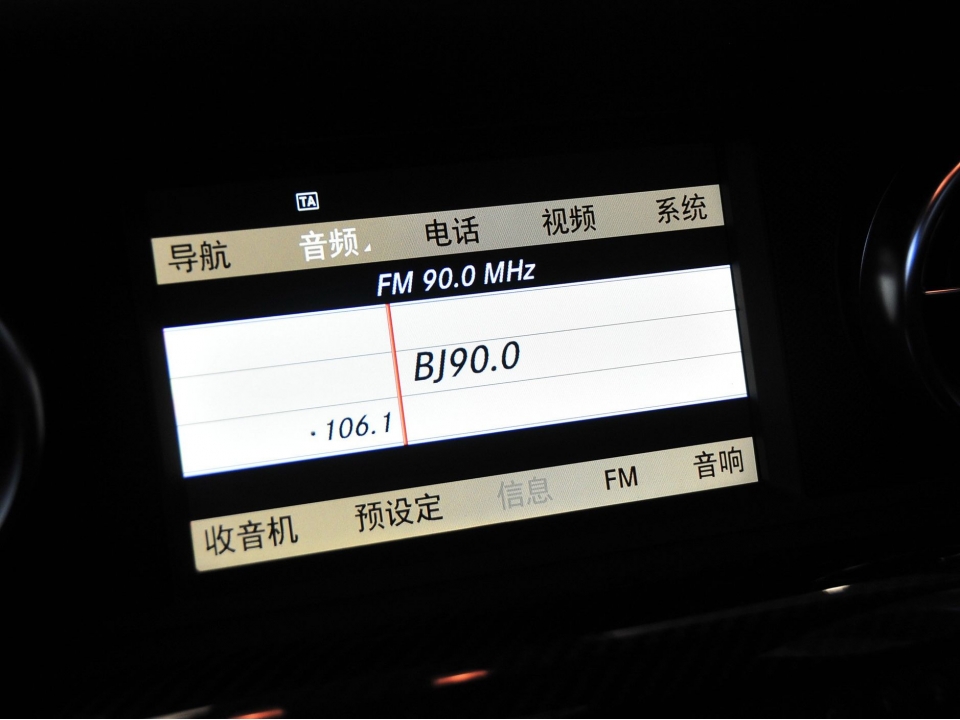 TA
导航 音频 电话 视频 系统
FM 90.0 MHz
BJ90.0
·106.1
收音机 预设定 信息 FM 音响